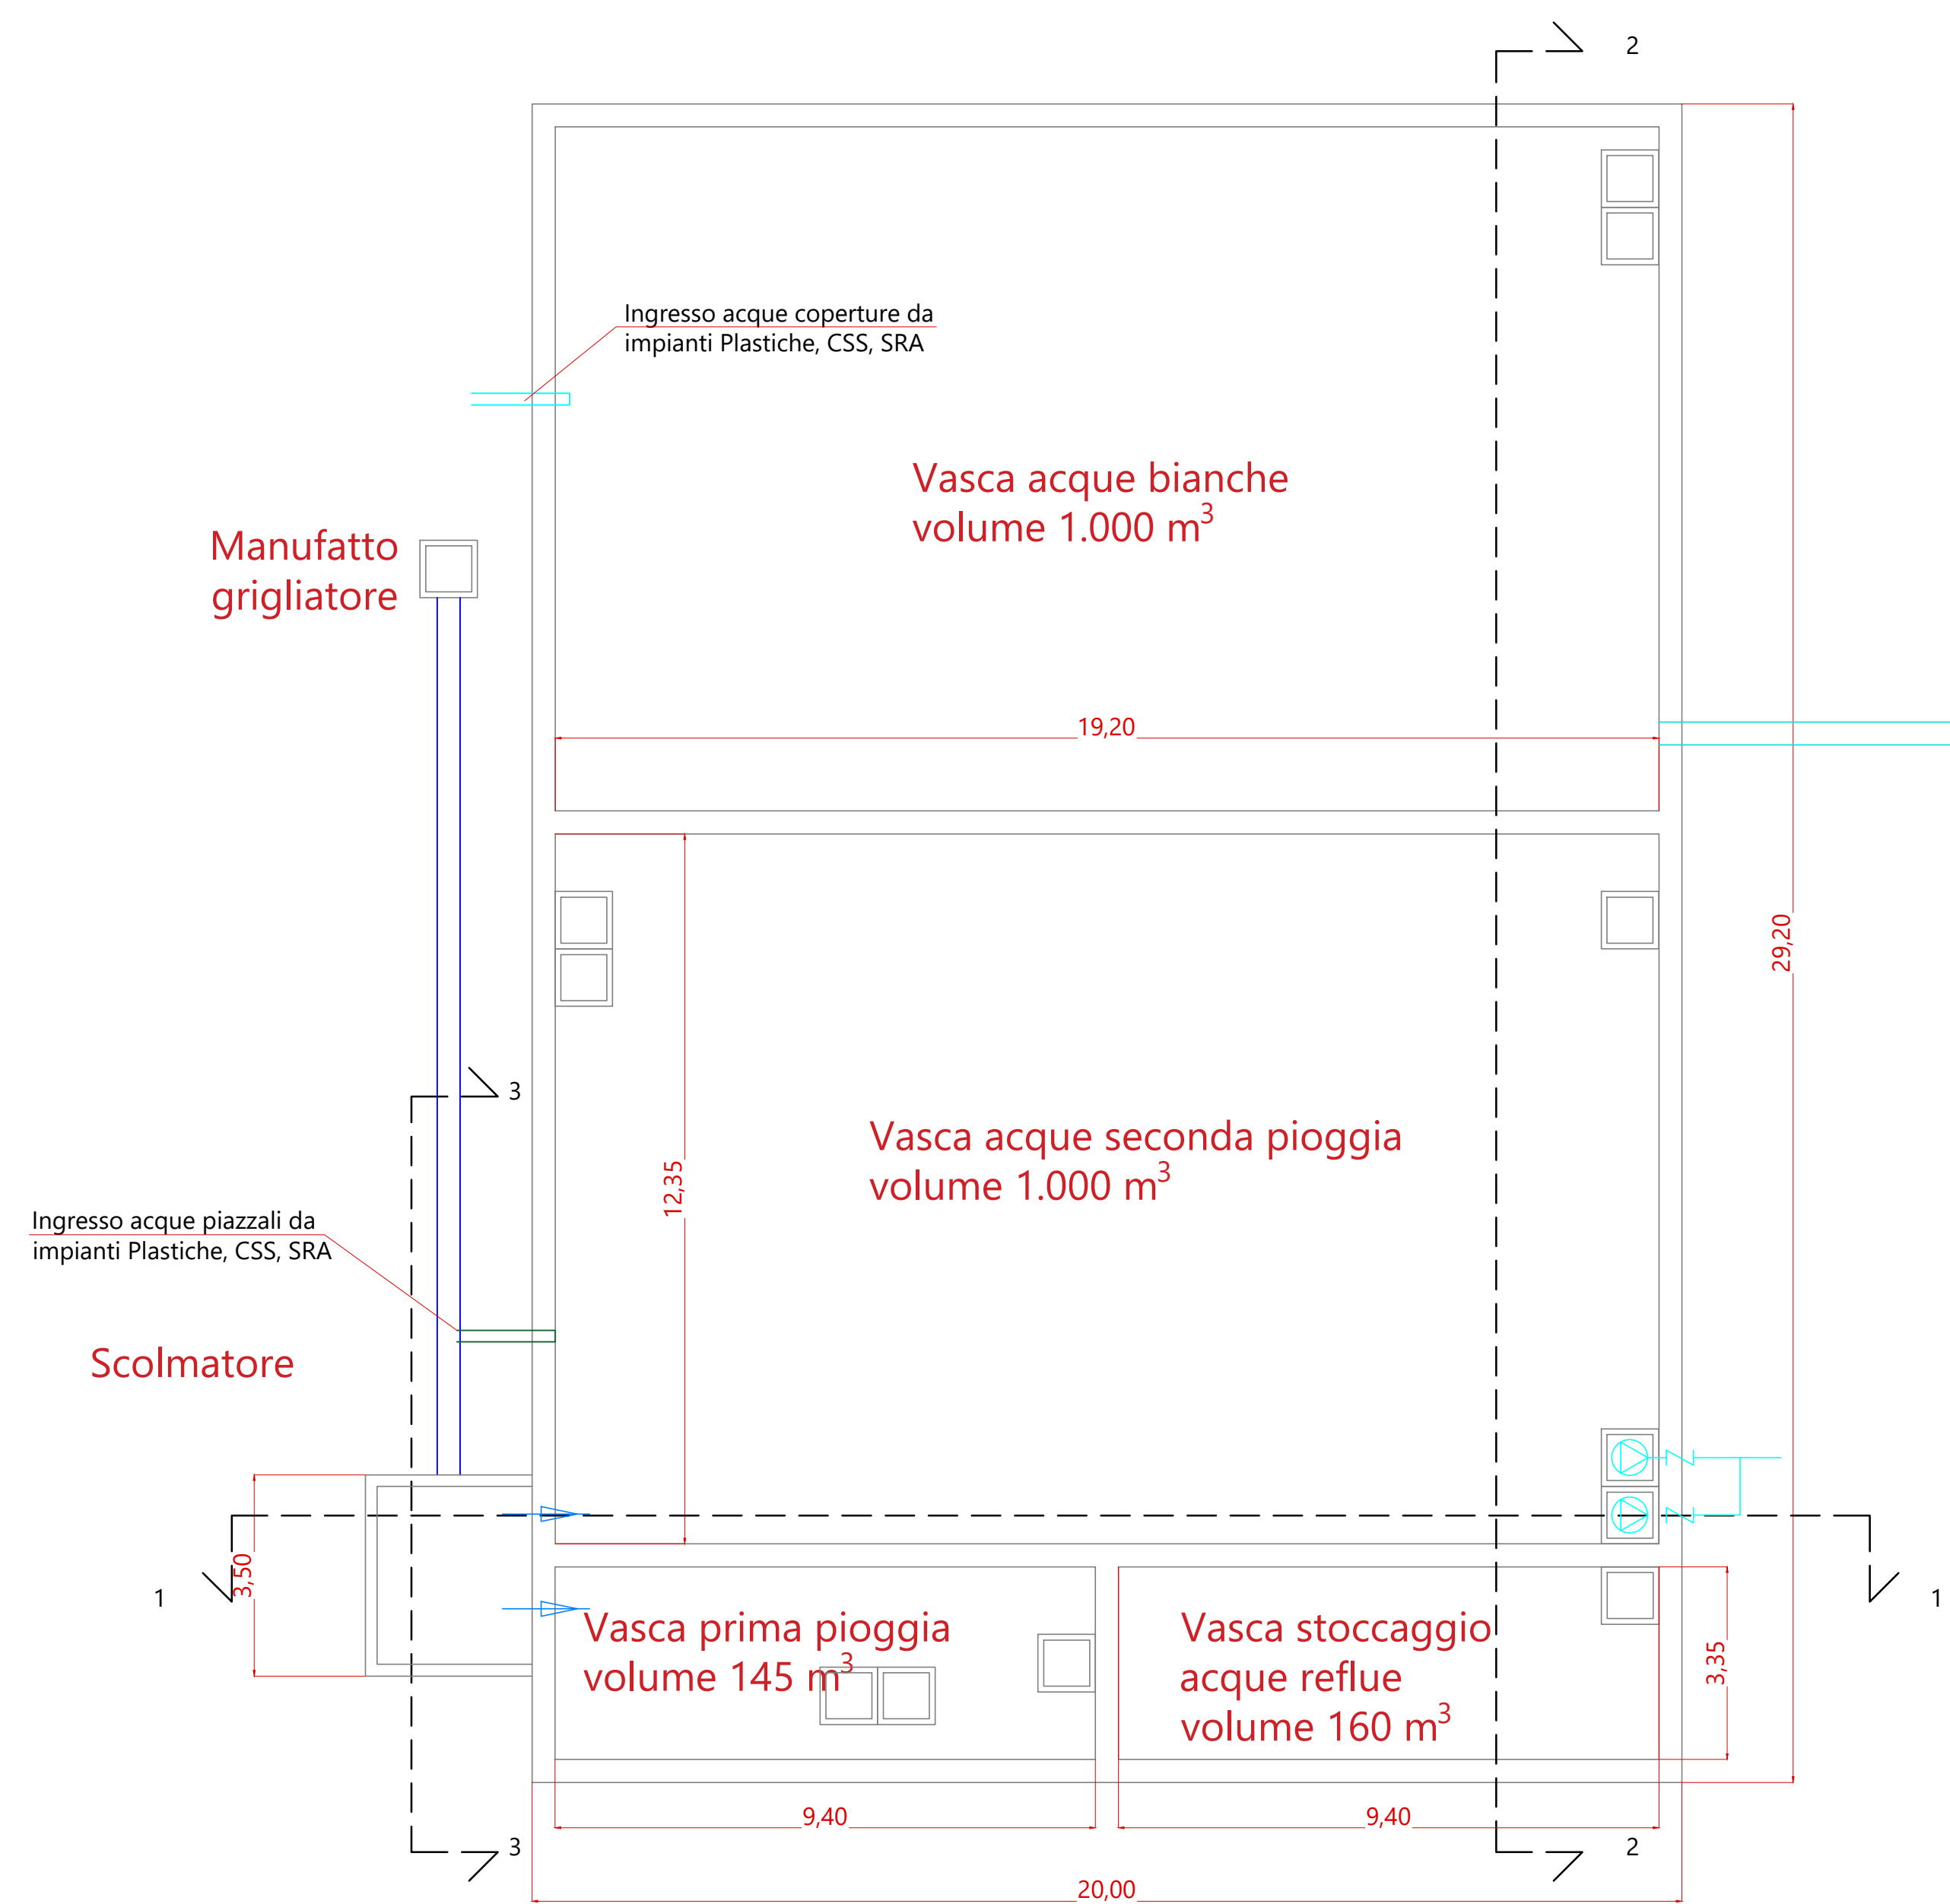 2
Ingresso acque coperture da
impianti Plastiche, CSS, SRA
Vasca acque bianche
volume 1.000 m³
Manufatto
grigliatore
19,20
29,20
3
Vasca acque seconda pioggia
volume 1.000 m³
12,35
Ingresso acque piazzali da
impianti Plastiche, CSS, SRA
Scolmatore
3,50
1
1
Vasca prima pioggia
volume 145 m³
Vasca stoccaggio
acque reflue
volume 160 m³
3,35
9,40
9,40
3
2
20,00